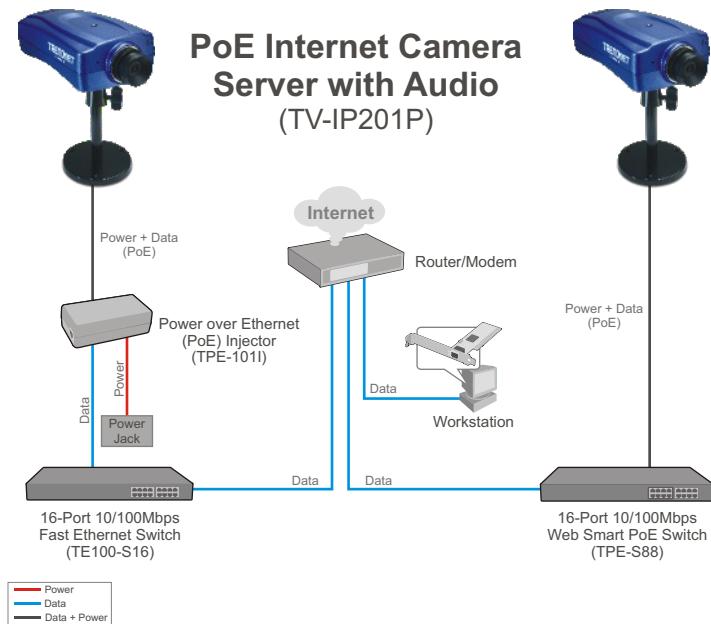 PoE Internet Camera
Server with Audio
(TV-IP201P)
TRENDNET
TRENDNET
Internet
Power + Data
(PoE)
Router/Modem
Power over Ethernet
(PoE) Injector
(TPE-101I)
Power + Data
(PoE)
Data
Power
Power
Jack
Data
Workstation
Data
Data
16-Port 10/100Mbps
Fast Ethernet Switch
(TE100-S16)
16-Port 10/100Mbps
Web Smart PoE Switch
(TPE-S88)
Power
Data
Data + Power